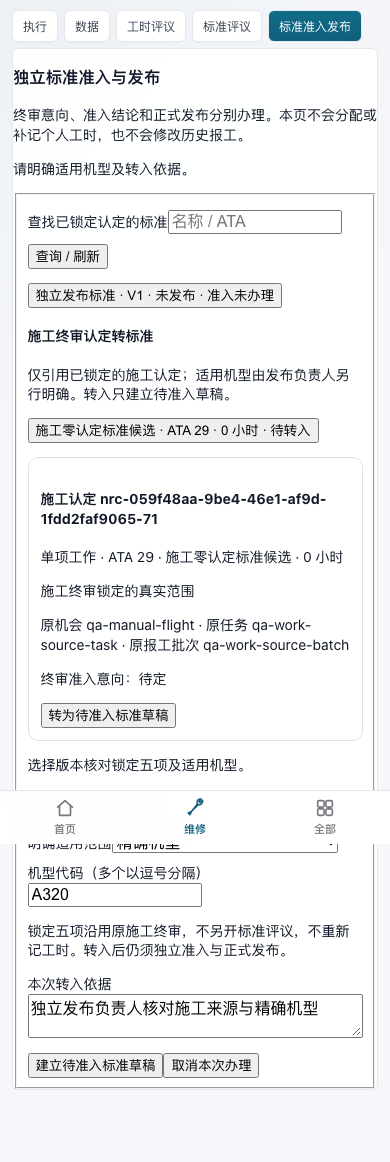 执行
数据
工时评议
标准评议
标准准入发布
独立标准准入与发布
终审意向、准入结论和正式发布分别办理。本页不会分配或
补记个人工时，也不会修改历史报工。
请明确适用机型及转入依据。
查找已锁定认定的标准 名称 / ATA
查询 / 刷新
独立发布标准 · V1 · 未发布 · 准入未办理
施工终审认定转标准
仅引用已锁定的施工认定；适用机型由发布负责人另
行明确。转入只建立待准入草稿。
施工零认定标准候选 · ATA 29 · 0 小时 · 待转入
施工认定 nrc-059f48aa-9be4-46e1-af9d-
1fdd2faf9065-71
单项工作 · ATA 29 · 施工零认定标准候选 · 0 小时
施工终审锁定的真实范围
原机会 qa-manual-flight · 原任务 qa-work-
source-task · 原报工批次 qa-work-source-batch
终审准入意向：待定
转为待准入标准草稿
选择版本核对锁定五项及适用机型。
首页
维修
全部
明确适用范围 精确机型
机型代码（多个以逗号分隔）
A320
锁定五项沿用原施工终审，不另开标准评议，不重新
记工时。转入后仍须独立准入与正式发布。
本次转入依据
独立发布负责人核对施工来源与精确机型
建立待准入标准草稿
取消本次办理